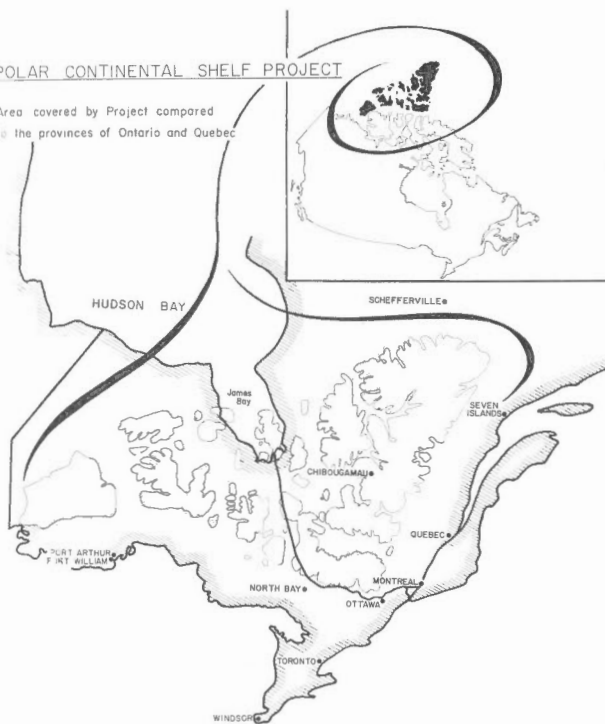 POLAR CONTINENTAL SHELF PROJECT
Area covered by Project compared
the provinces of Ontario and Quebec
HUDSON BAY
SCHEFFERVILLE
James
Bay
SEVEN
ISLANDS
CHIBOUGAMAU
QUEBEC
PORT ARTHUR
FORT WILLIAM
NORTH BAY
MONTREAL
OTTAWA
TORONTO
WINDSOR